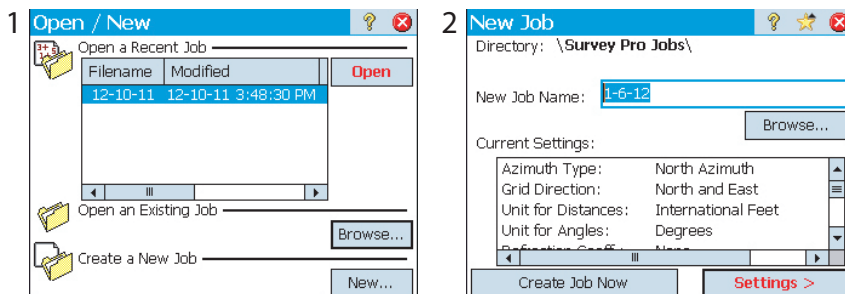 1 Open / New
Open a Recent Job
Filename Modified
Open
12-10-11 12-10-11 3:48:30 PM
Open an Existing Job
Browse...
Create a New Job
New...
2 New Job
Directory: \Survey Pro Jobs\
New Job Name: 1-6-12
Browse...
Current Settings:
Azimuth Type: North Azimuth
Grid Direction: North and East
Unit for Distances: International Feet
Unit for Angles: Degrees
Create Job Now
Settings >